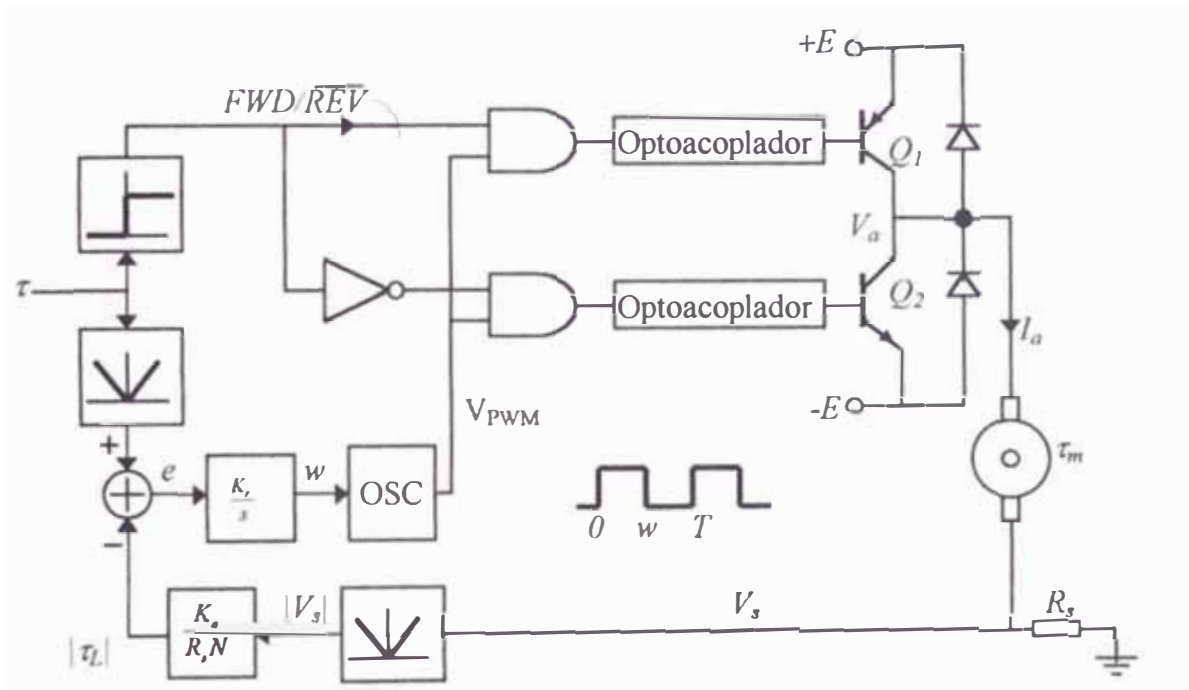 +E
FWD/REV
Optoacoplador
Q1
Va
τ
Optoacoplador
Q2
Ia
-E
VPWM
τm
+
e
Kr
s
w
OSC
0 w T
−
|τL|
Ka
RsN
|Vs|
Vs
Rs